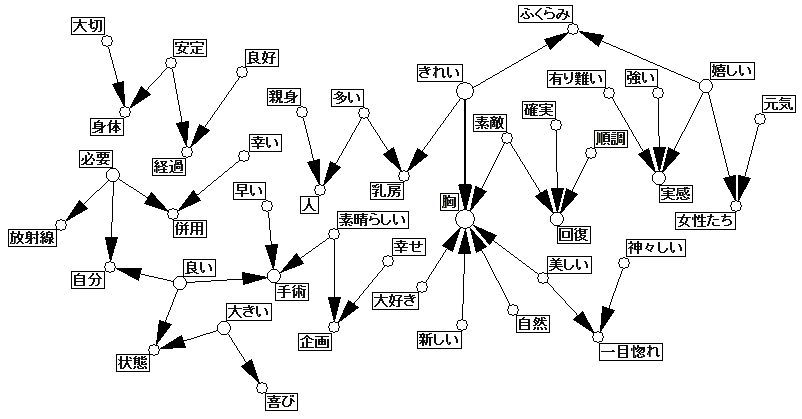 ふくらみ
大切
安定
良好
きれい
有り難い
強い
嬉しい
親身
多い
確実
元気
身体
素敵
順調
必要
幸い
経過
早い
人
乳房
胸
実感
女性たち
放射線
併用
素晴らしい
回復
自分
良い
手術
幸せ
美しい
神々しい
大好き
大きい
企画
新しい
自然
状態
一目惚れ
喜び